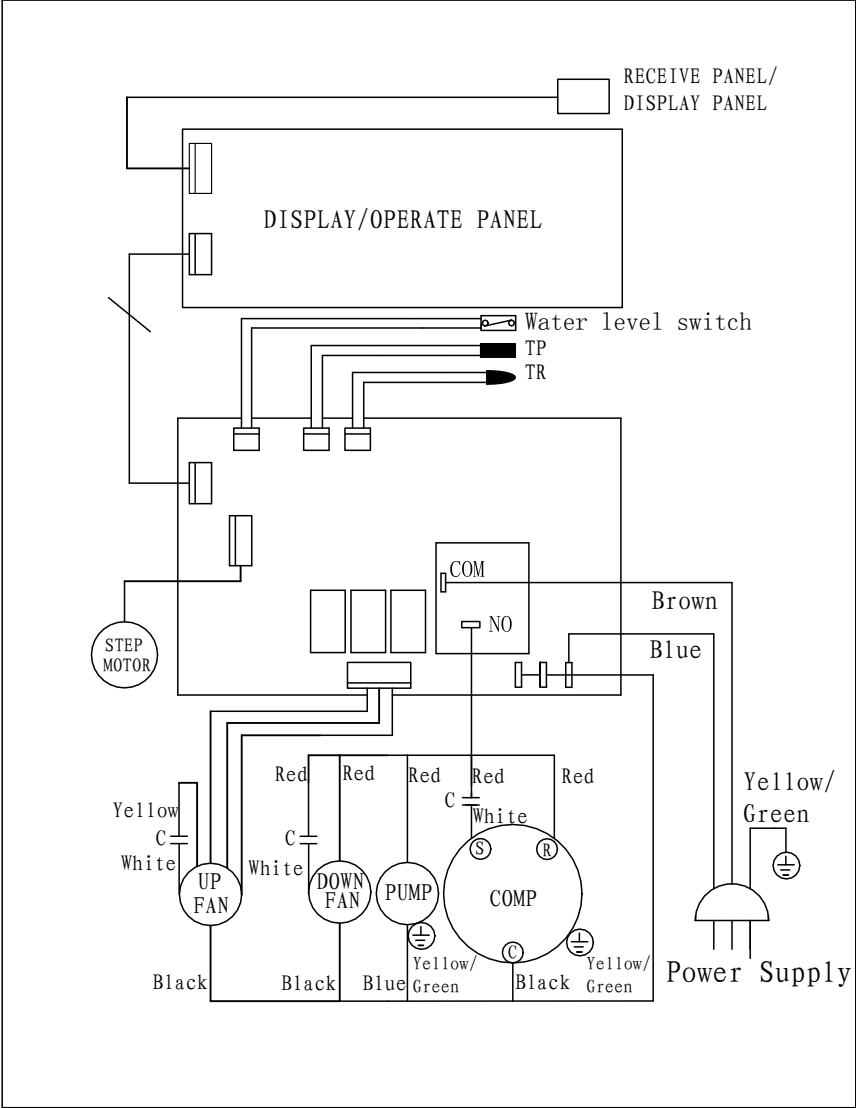 RECEIVE PANEL/
DISPLAY PANEL
DISPLAY/OPERATE PANEL
Water level switch
TP
TR
COM
Brown
NO
Blue
STEP
MOTOR
Red
Red
Red
Red
Red
Yellow/
Green
Yellow
C
White
C
White
C
White
S
R
UP
FAN
DOWN
FAN
PUMP
COMP
C
Yellow/
Green
Yellow/
Green
Black
Black
Blue
Black
Power Supply